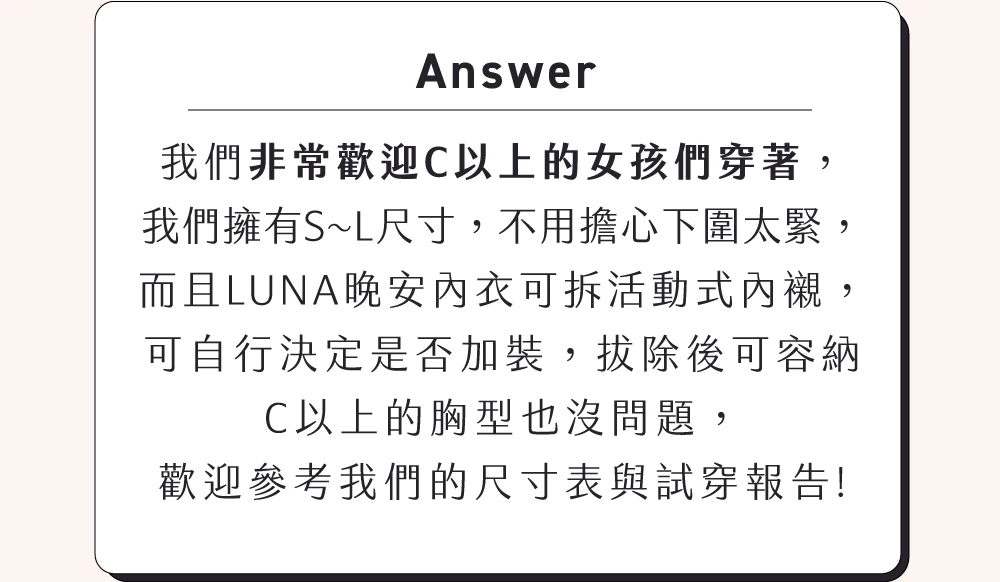 Answer
我們非常歡迎C以上的女孩們穿著，
我們擁有S~L尺寸，不用擔心下圍太緊，
而且LUNA晚安內衣可拆活動式內襯，
可自行決定是否加裝，拔除後可容納
C以上的胸型也沒問題，
歡迎參考我們的尺寸表與試穿報告!